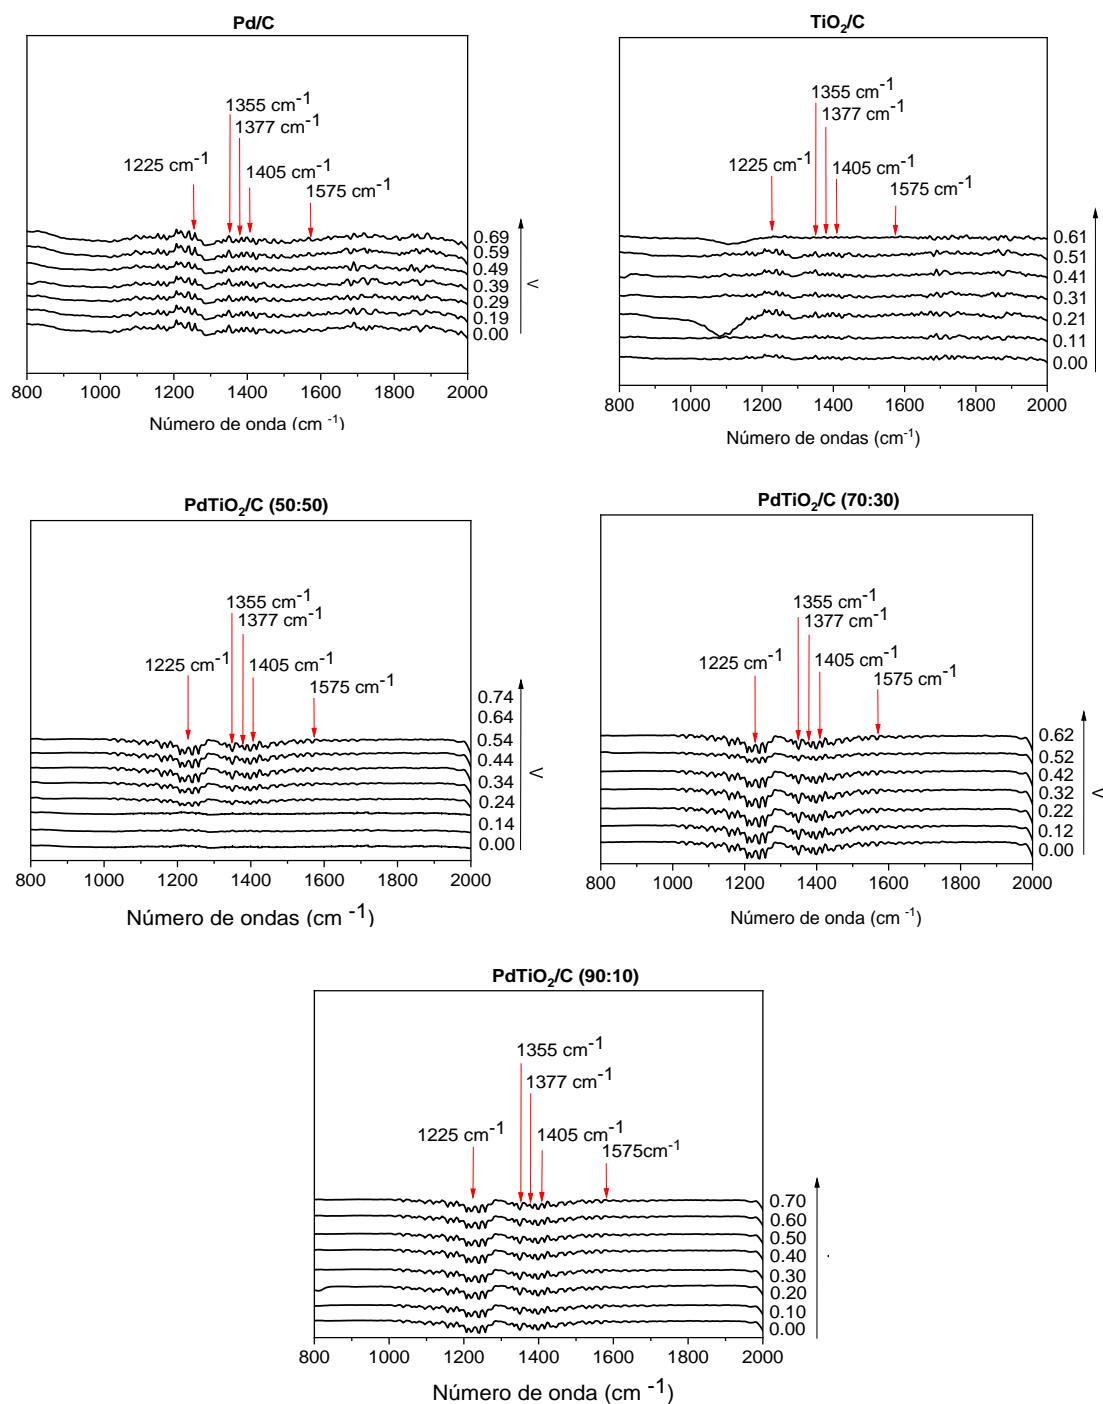 Pd/C
1355 cm-1
1377 cm-1
1225 cm-1
1405 cm-1
1575 cm-1
0.69
0.59
0.49
0.39
0.29
0.19
0.00
V
800 1000 1200 1400 1600 1800 2000
Número de onda (cm -1)
TiO2/C
1355 cm-1
1377 cm-1
1225 cm-1
1405 cm-1
1575 cm-1
0.61
0.51
0.41
0.31
0.21
0.11
0.00
800 1000 1200 1400 1600 1800 2000
Número de ondas (cm-1)
PdTiO2/C (50:50)
1355 cm-1
1377 cm-1
1225 cm-1
1405 cm-1
1575 cm-1
0.74
0.64
0.54
0.44
0.34
0.24
0.14
0.00
V
800 1000 1200 1400 1600 1800 2000
Número de ondas (cm -1)
PdTiO2/C (70:30)
1355 cm-1
1377 cm-1
1225 cm-1
1405 cm-1
1575 cm-1
0.62
0.52
0.42
0.32
0.22
0.12
0.00
V
800 1000 1200 1400 1600 1800 2000
Número de onda (cm -1)
PdTiO2/C (90:10)
1355 cm-1
1377 cm-1
1225 cm-1
1405 cm-1
1575cm-1
0.70
0.60
0.50
0.40
0.30
0.20
0.10
0.00
800 1000 1200 1400 1600 1800 2000
Número de onda (cm -1)